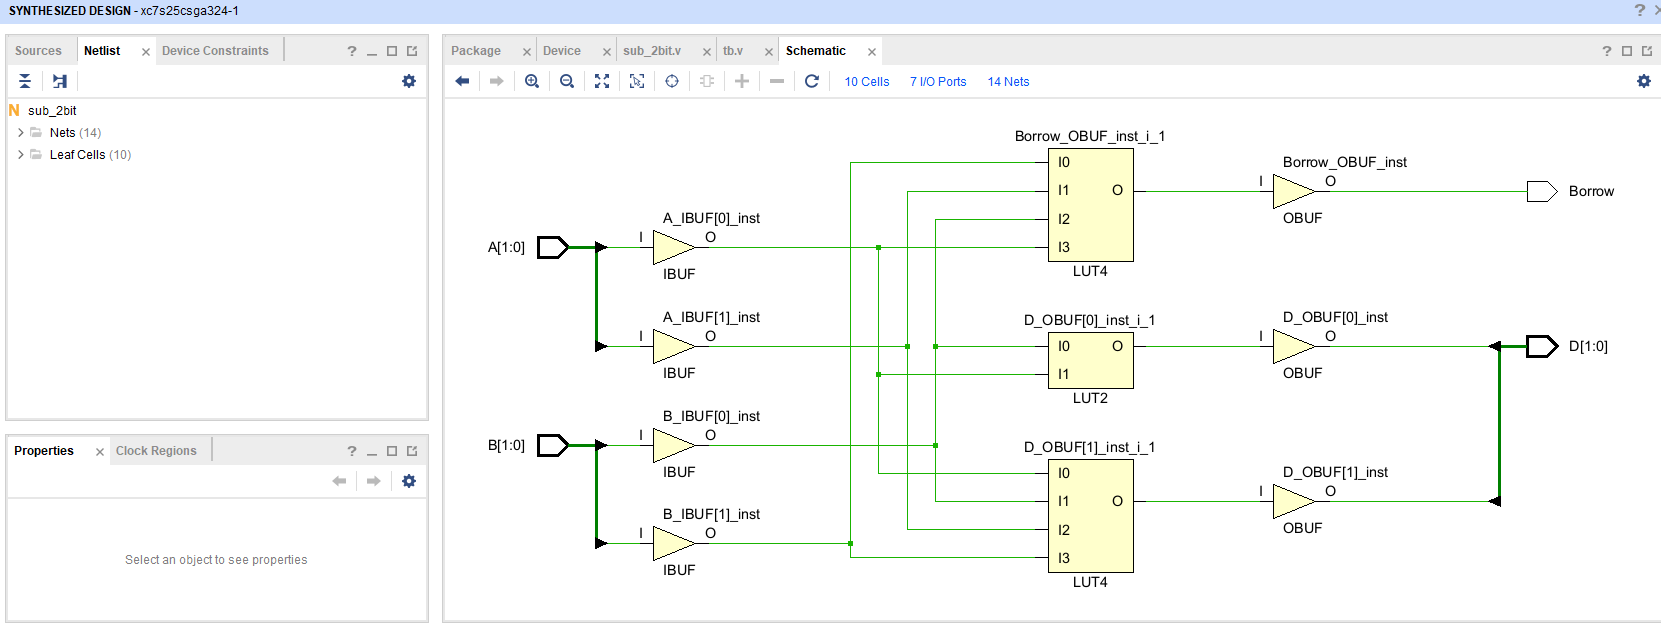 SYNTHESIZED DESIGN - xc7s25csga324-1
Sources Netlist Device Constraints
sub_2bit
Nets (14)
Leaf Cells (10)
Properties Clock Regions
Select an object to see properties
Package Device sub_2bit.v tb.v Schematic
10 Cells 7 I/O Ports 14 Nets
A[1:0]
I A_IBUF[0]_inst O
IBUF
A_IBUF[1]_inst
I O
IBUF
B[1:0]
B_IBUF[0]_inst
I O
IBUF
B_IBUF[1]_inst
I O
IBUF
Borrow_OBUF_inst_i_1
I0
I1 O
I2
I3
LUT4
D_OBUF[0]_inst_i_1
I0 O
I1
LUT2
D_OBUF[1]_inst_i_1
I0
I1 O
I2
I3
LUT4
Borrow_OBUF_inst
I O
OBUF
Borrow
D_OBUF[0]_inst
I O
OBUF
D[1:0]
D_OBUF[1]_inst
I O
OBUF